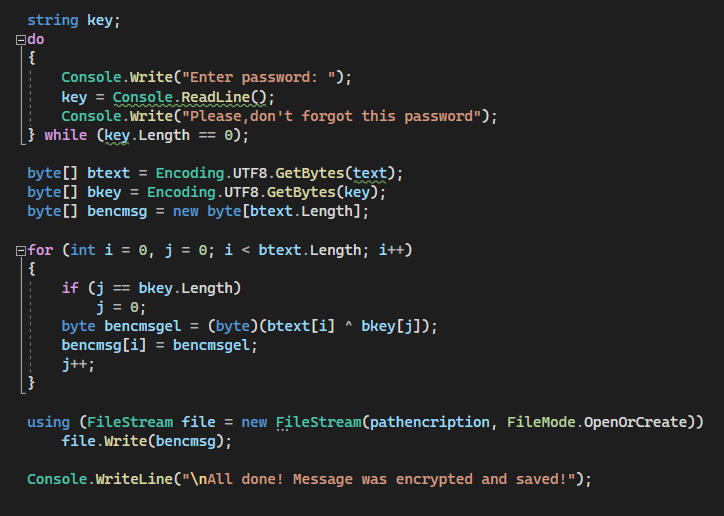 string key;
do
{
    Console.Write("Enter password: ");
    key = Console.ReadLine();
    Console.Write("Please,don't forgot this password");
} while (key.Length == 0);

byte[] btext = Encoding.UTF8.GetBytes(text);
byte[] bkey = Encoding.UTF8.GetBytes(key);
byte[] bencmsg = new byte[btext.Length];

for (int i = 0, j = 0; i < btext.Length; i++)
{
    if (j == bkey.Length)
        j = 0;
    byte bencmsgel = (byte)(btext[i] ^ bkey[j]);
    bencmsg[i] = bencmsgel;
    j++;
}

using (FileStream file = new FileStream(pathencription, FileMode.OpenOrCreate))
    file.Write(bencmsg);

Console.WriteLine("\nAll done! Message was encrypted and saved!");